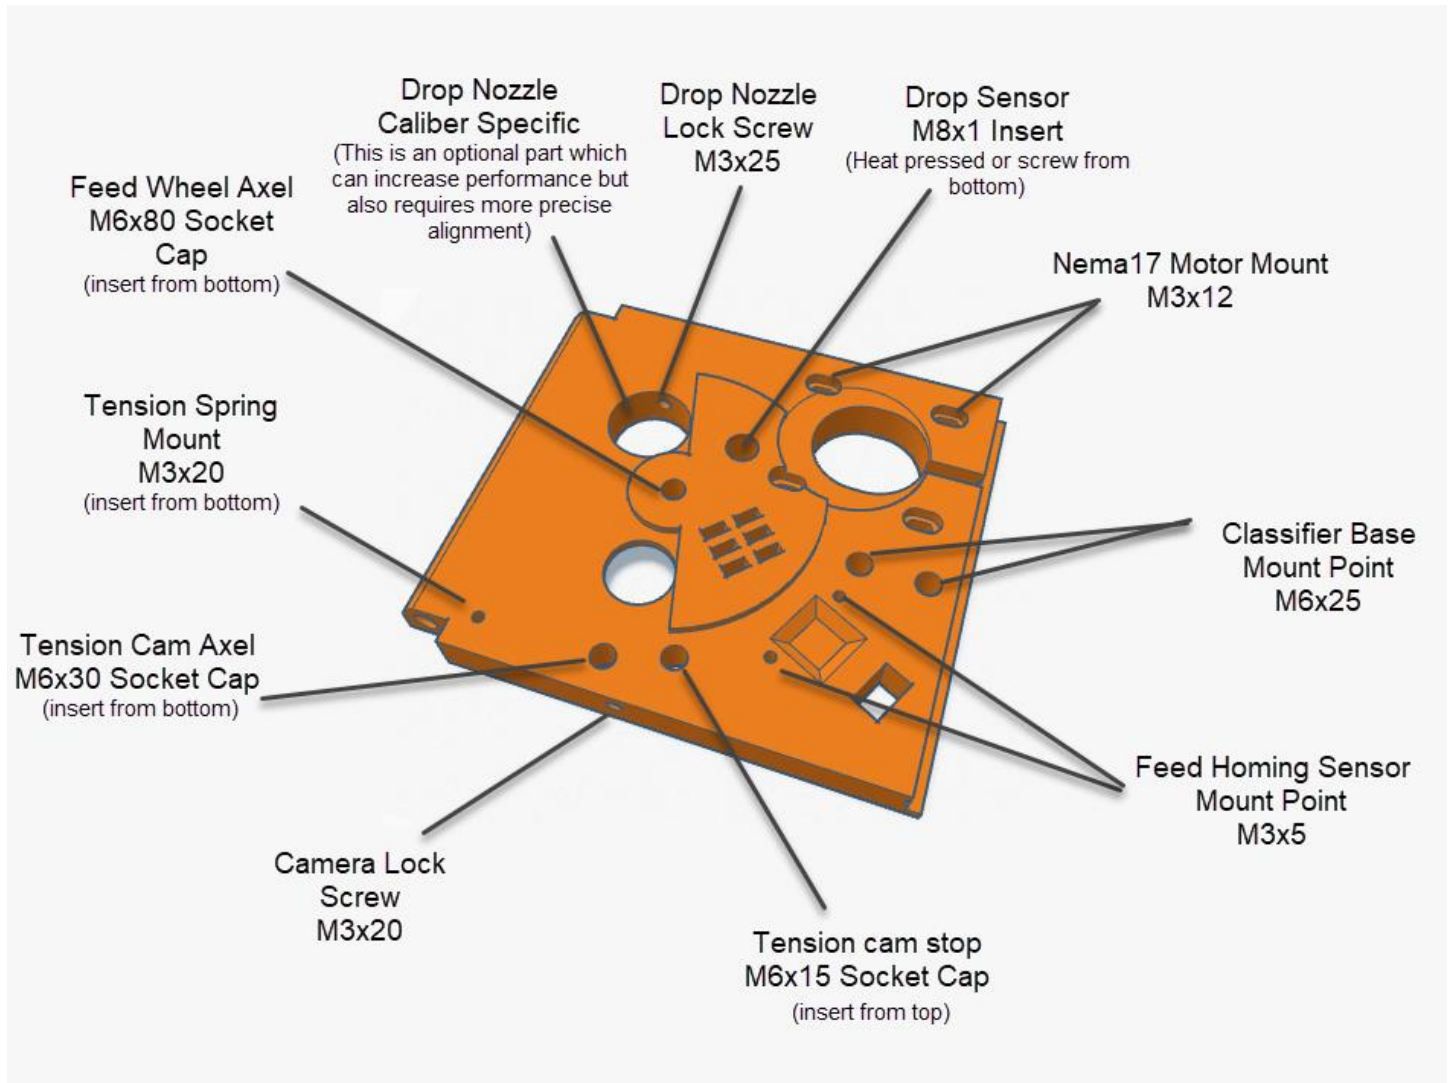 Drop Nozzle
Caliber Specific
(This is an optional part which
can increase performance but
also requires more precise
alignment)
Drop Nozzle
Lock Screw
M3x25
Drop Sensor
M8x1 Insert
(Heat pressed or screw from
bottom)
Feed Wheel Axel
M6x80 Socket
Cap
(insert from bottom)
Nema17 Motor Mount
M3x12
Tension Spring
Mount
M3x20
(insert from bottom)
Classifier Base
Mount Point
M6x25
Tension Cam Axel
M6x30 Socket Cap
(insert from bottom)
Feed Homing Sensor
Mount Point
M3x5
Camera Lock
Screw
M3x20
Tension cam stop
M6x15 Socket Cap
(insert from top)